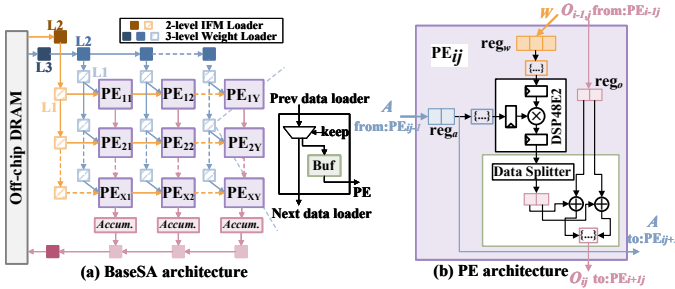 L2
2-level IFM Loader
3-level Weight Loader
L2
L3
L1
L1
Off-chip DRAM
PE11
PE12
PE1Y
PE21
PE22
PE2Y
PEX1
PEX2
PEXY
Accum.
Accum.
Accum.
Prev data loader
keep
Buf
PE
Next data loader
(a) BaseSA architecture
W
Oi-1,j from:PEi-1j
PEij
regw
{...}
rego
A
from:PEij-1
rega
{...}
DSP48E2
Data Splitter
{...}
A
to:PEij+
Oij to:PEi+1j
(b) PE architecture